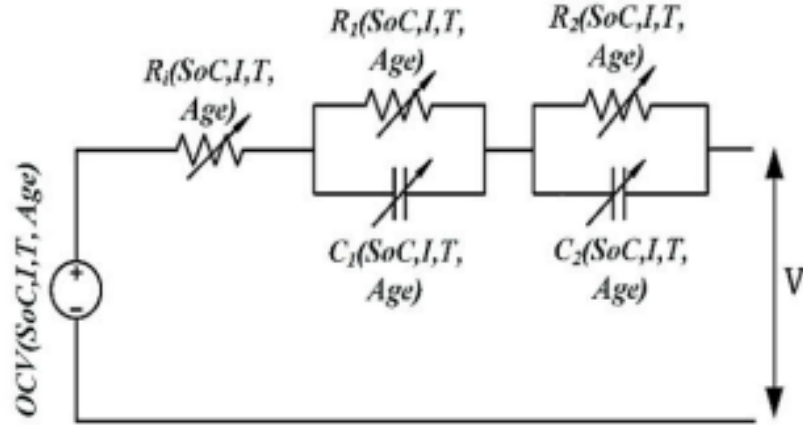 R₁(SoC,I,T,
Age)
R₂(SoC,I,T,
Age)
Rᵢ(SoC,I,T,
Age)
C₁(SoC,I,T,
Age)
C₂(SoC,I,T,
Age)
OCV(SoC,I,T, Age)
+
-
V